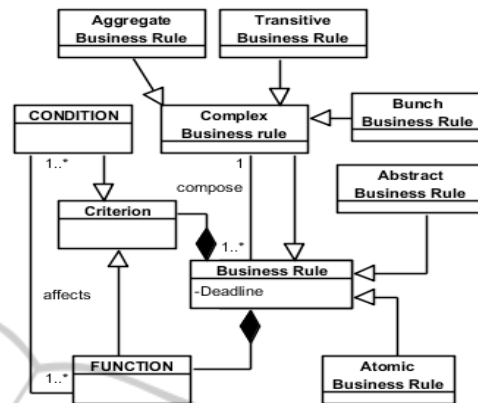 Aggregate
Business Rule
Transitive
Business Rule
CONDITION
Complex
Business rule
Bunch
Business Rule
1..*
1
compose
Abstract
Business Rule
Criterion
1..*
Business Rule
-Deadline
affects
FUNCTION
1..*
Atomic
Business Rule